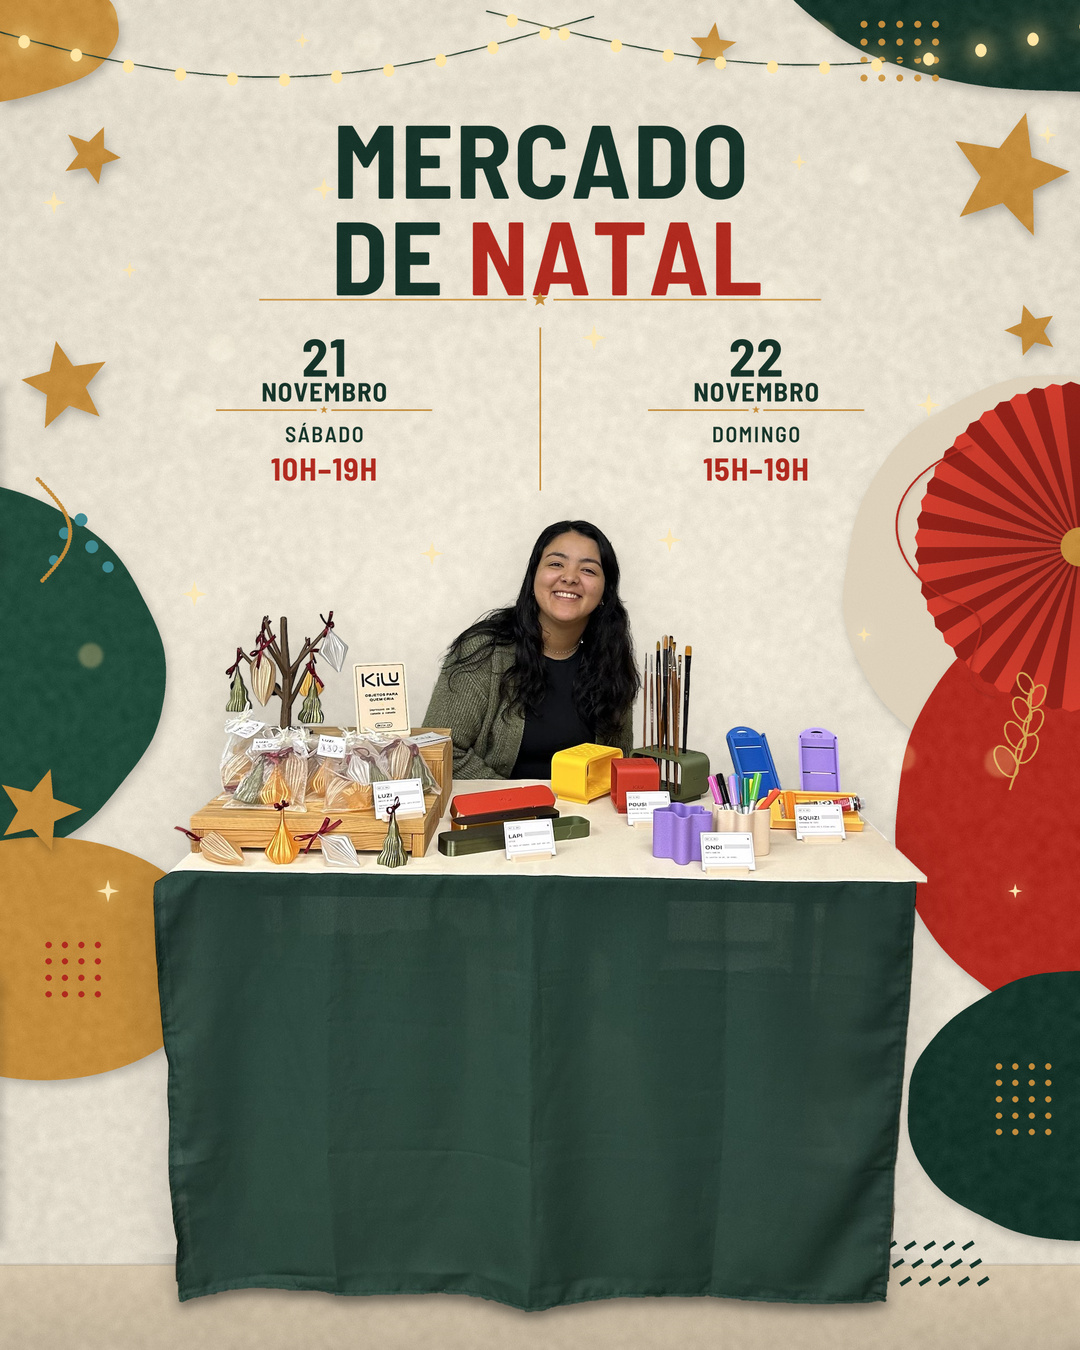 MERCADO
DE NATAL
21
NOVEMBRO
SÁBADO
10H–19H
22
NOVEMBRO
DOMINGO
15H–19H
KiLU
OBJETOS PARA
QUEM CRIA
LUZI
LAPI
POUSI
ONDI
SQUIZI